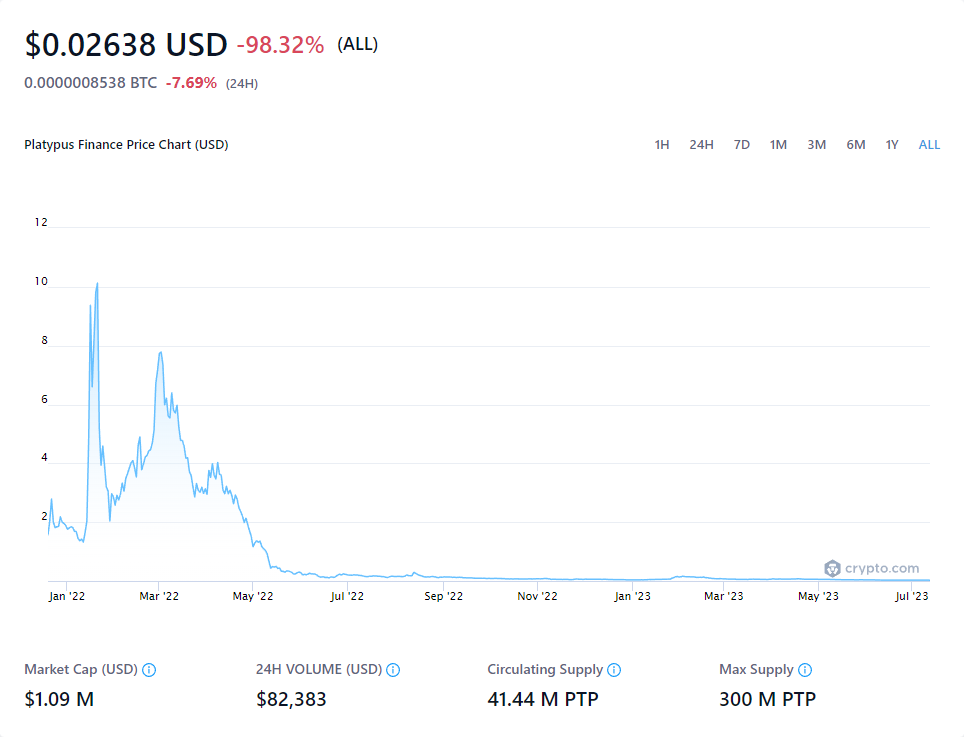 $0.02638 USD -98.32% (ALL)
0.0000008538 BTC -7.69% (24H)
Platypus Finance Price Chart (USD) 1H 24H 7D 1M 3M 6M 1Y ALL
12
10
8
6
4
2
crypto.com
Jan '22 Mar '22 May '22 Jul '22 Sep '22 Nov '22 Jan '23 Mar '23 May '23 Jul '23
Market Cap (USD) 24H VOLUME (USD) Circulating Supply Max Supply
$1.09 M $82,383 41.44 M PTP 300 M PTP